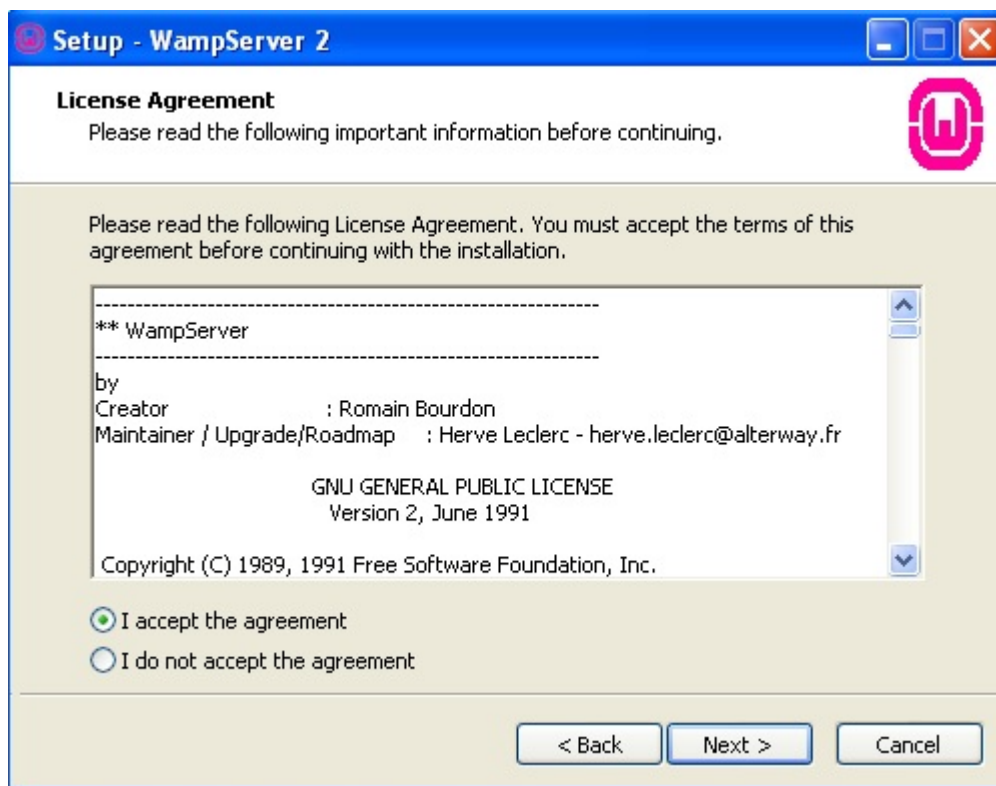 Setup - WampServer 2
License Agreement
Please read the following important information before continuing.
Please read the following License Agreement. You must accept the terms of this
agreement before continuing with the installation.
---------------------------------------------------------------
** WampServer
---------------------------------------------------------------
by
Creator : Romain Bourdon
Maintainer / Upgrade/Roadmap : Herve Leclerc - herve.leclerc@alterway.fr
GNU GENERAL PUBLIC LICENSE
Version 2, June 1991
Copyright (C) 1989, 1991 Free Software Foundation, Inc.
I accept the agreement
I do not accept the agreement
< Back Next > Cancel